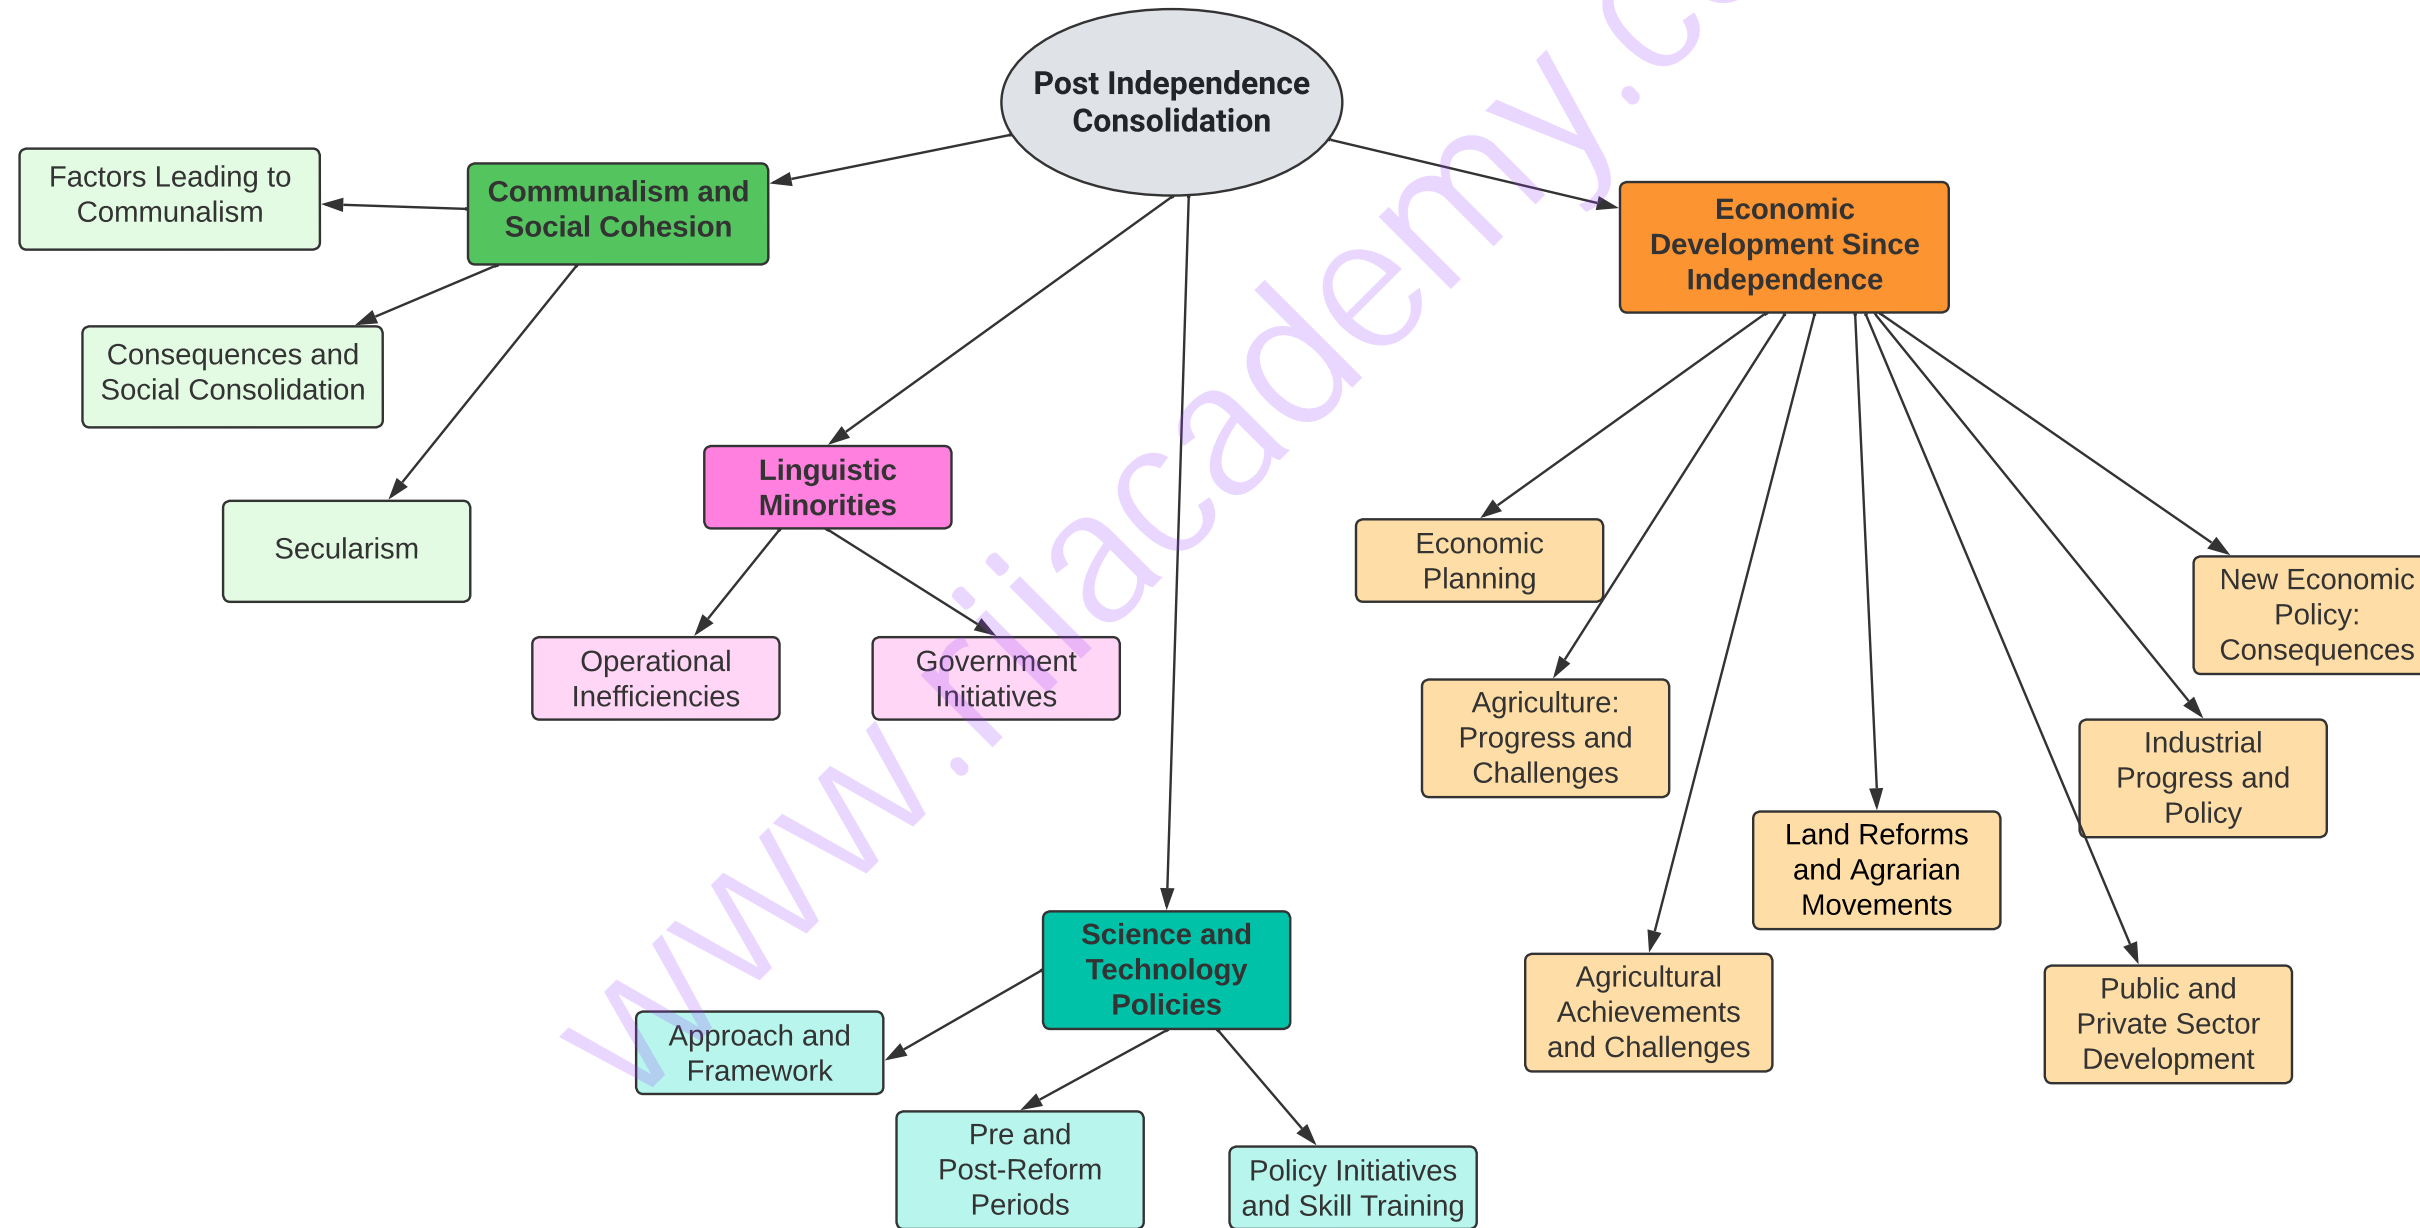 Post Independence
Consolidation
Communalism and
Social Cohesion
Factors Leading to
Communalism
Consequences and
Social Consolidation
Secularism
Linguistic
Minorities
Operational
Inefficiencies
Government
Initiatives
Science and
Technology
Policies
Approach and
Framework
Pre and
Post-Reform
Periods
Policy Initiatives
and Skill Training
Economic
Development Since
Independence
Economic
Planning
Agriculture:
Progress and
Challenges
Agricultural
Achievements
and Challenges
Land Reforms
and Agrarian
Movements
Public and
Private Sector
Development
Industrial
Progress and
Policy
New Economic
Policy:
Consequences